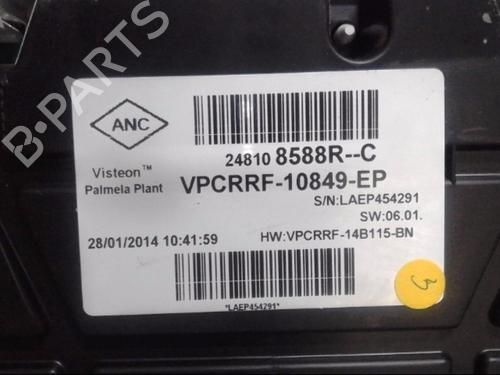 B-PARTS
ANC
Visteon™
Palmela Plant
24810 8588R--C
VPCRRF-10849-EP
S/N:LAEP454291
SW:06.01.
28/01/2014 10:41:59
HW:VPCRRF-14B115-BN
*LAEP454291*
3